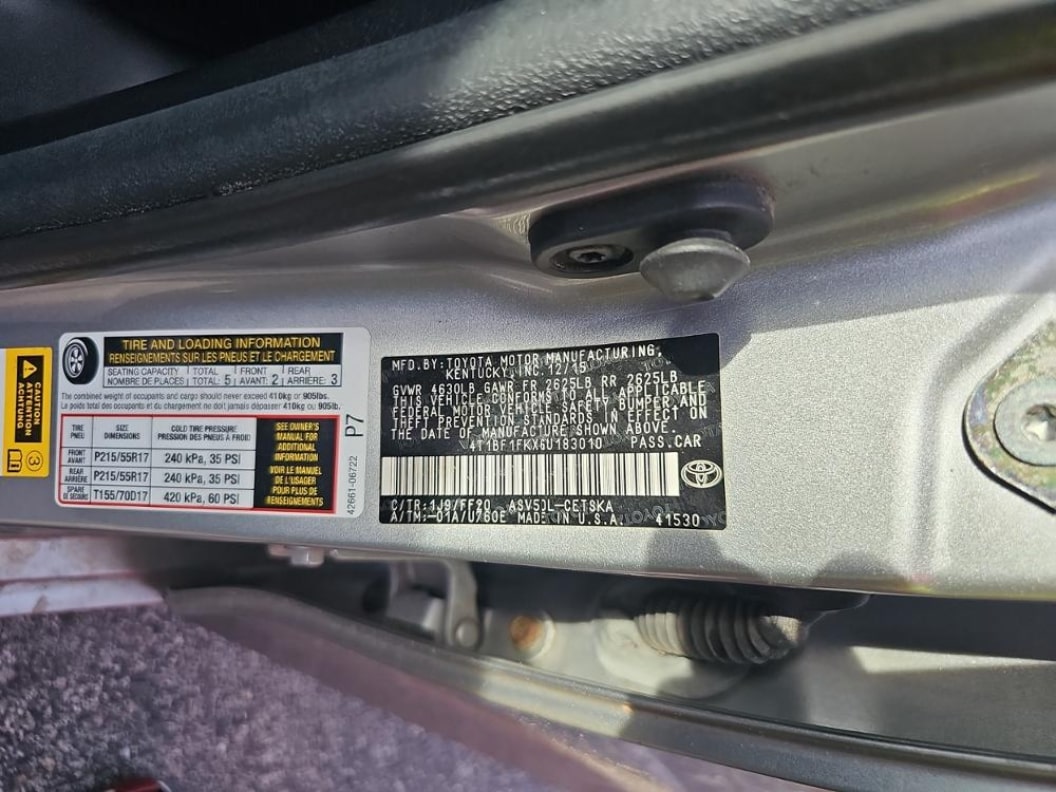 CAUTION
ATTENTION
ACHTUNG
3
TIRE AND LOADING INFORMATION
RENSEIGNEMENTS SUR LES PNEUS ET LE CHARGEMENT
SEATING CAPACITY TOTAL: 5 FRONT 2 REAR 3
NOMBRE DE PLACES AVANT: ARRIÈRE:
The combined weight of occupants and cargo should never exceed 410kg or 905lbs.
Le poids total des occupants et du chargement ne doit jamais dépasser 410kg ou 905lb.
TIRE SIZE COLD TIRE PRESSURE
PNEU DIMENSIONS PRESSION DES PNEUS À FROID
FRONT
AVANT P215/55R17 240 kPa, 35 PSI
REAR
ARRIÈRE P215/55R17 240 kPa, 35 PSI
SPARE
DE SECOURS T155/70D17 420 kPa, 60 PSI
SEE OWNER'S
MANUAL FOR
ADDITIONAL
INFORMATION
VOIR LE MANUEL
DE L'USAGER
POUR PLUS DE
RENSEIGNEMENTS
P7
42661-06722
MFD.BY:TOYOTA MOTOR MANUFACTURING,
KENTUCKY, INC. 12/15
GVWR 4630LB GAWR FR 2625LB RR 2625LB
THIS VEHICLE CONFORMS TO ALL APPLICABLE
FEDERAL MOTOR VEHICLE SAFETY, BUMPER AND
THEFT PREVENTION STANDARDS IN EFFECT ON
THE DATE OF MANUFACTURE SHOWN ABOVE.
4T1BF1FKX6U183010 PASS.CAR
C/TR:1J9/FF20 ASV50L-CETSKA
A/TM:-01A/U760E MADE IN U.S.A. 41530